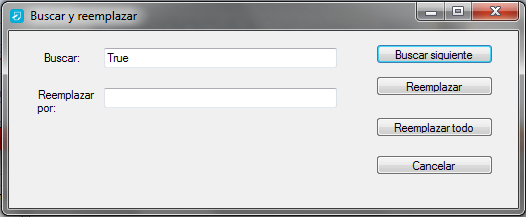 Buscar y reemplazar
Buscar:
True
Buscar siguiente
Reemplazar
por:
Reemplazar
Reemplazar todo
Cancelar